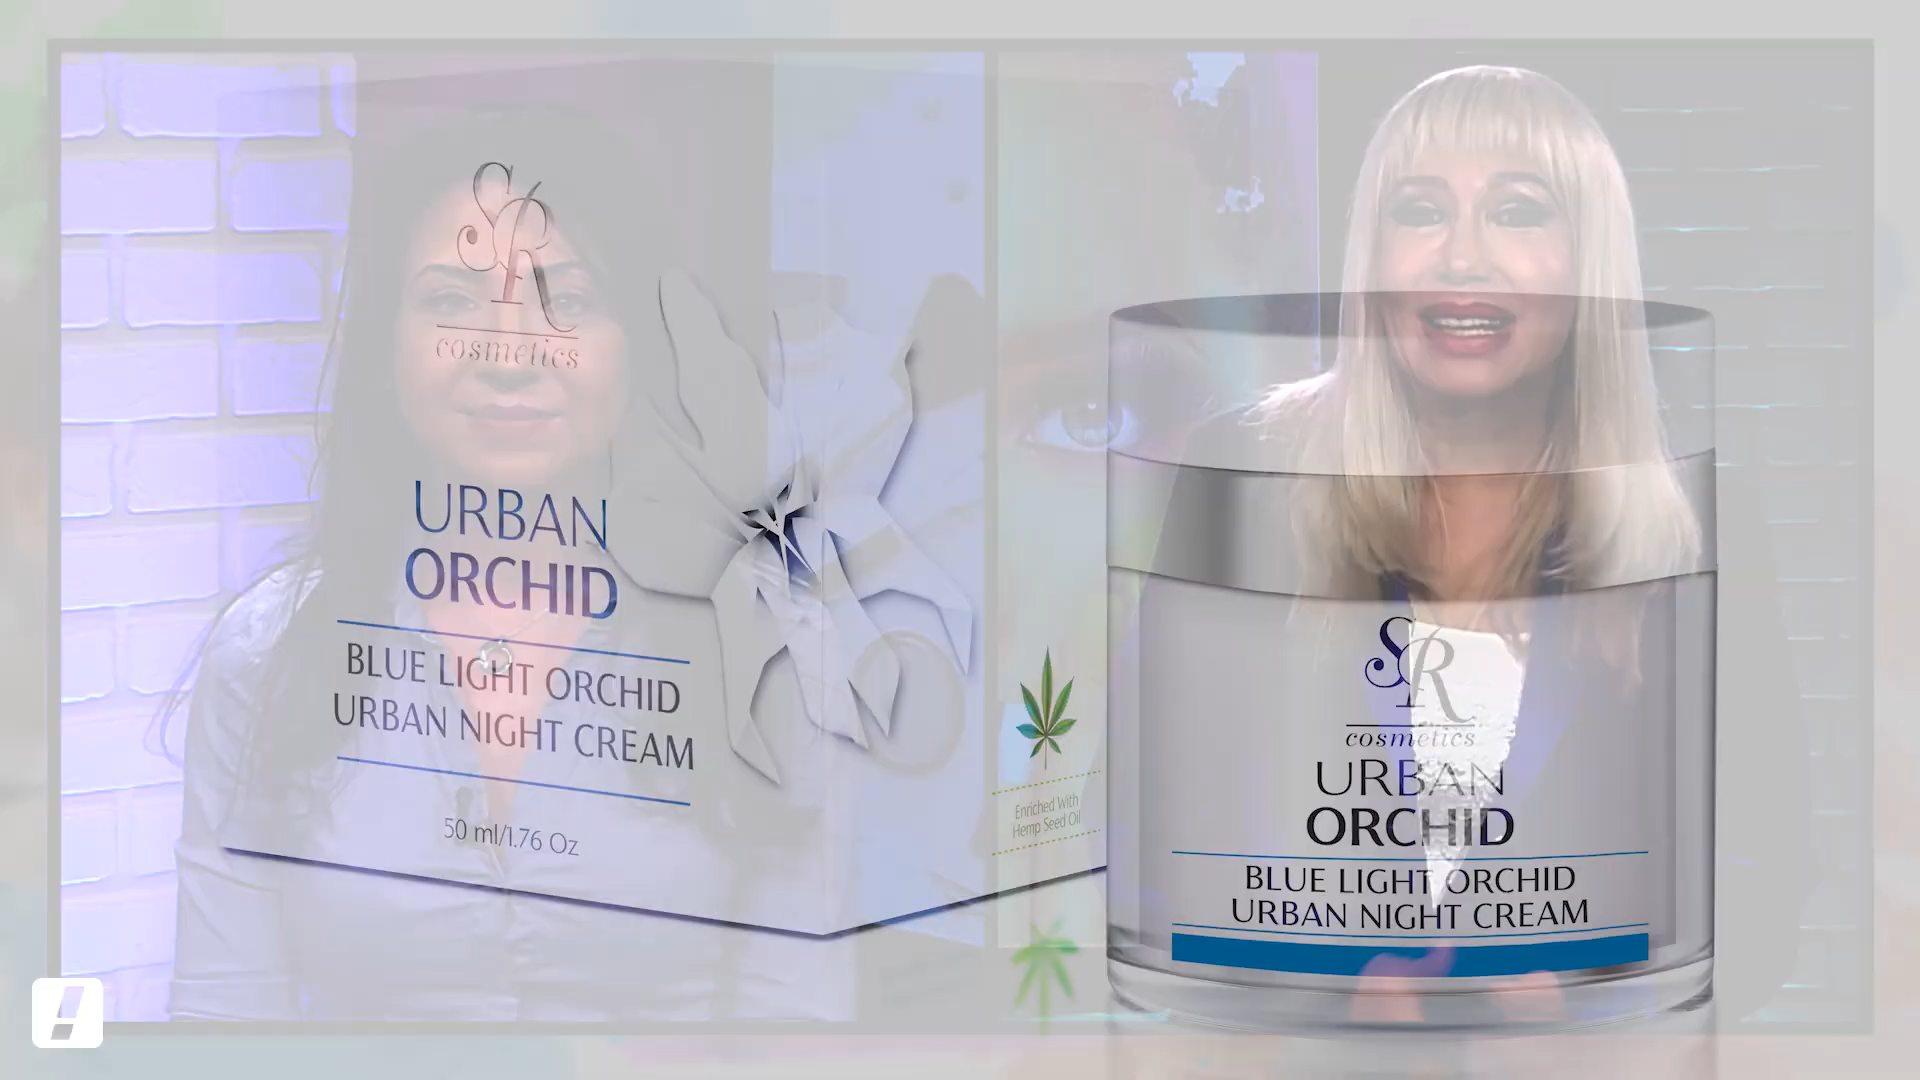 SR
cosmetics
URBAN
ORCHID
BLUE LIGHT ORCHID
URBAN NIGHT CREAM
50 ml/1.76 Oz
Enriched With
Hemp Seed Oil
SR
cosmetics
URBAN
ORCHID
BLUE LIGHT ORCHID
URBAN NIGHT CREAM